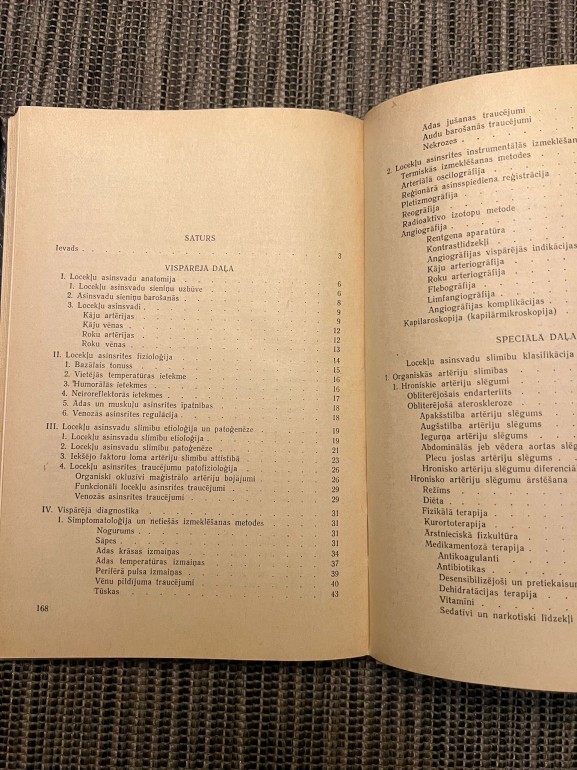 SATURS
Ievads . . . 3
VISPĀRĒJĀ DAĻA
I. Locekļu asinsvadu anatomija . . . 6
1. Locekļu asinsvadu sieniņu uzbūve . . . 6
2. Asinsvadu sieniņu barošanās . . . 8
3. Locekļu asinsvadi . . . 9
Kāju artērijas . . . 9
Kāju vēnas . . . 12
Roku artērijas . . . 12
Roku vēnas . . . 13
II. Locekļu asinsrites fizioloģija . . . 14
1. Bazālais tonuss . . . 15
2. Vietējās temperatūras ietekme . . . 16
3. Humorālās ietekmes . . . 16
4. Neiroreflektorās ietekmes . . . 17
5. Ādas un muskuļu asinsrites īpatnības . . . 18
6. Venozās asinsrites regulācija . . . 18
III. Locekļu asinsvadu slimību etioloģija un patoģenēze . . . 19
1. Locekļu asinsvadu slimību etioloģija . . . 19
2. Locekļu asinsvadu slimību patoģenēze . . . 21
3. Iekšējo faktoru loma artēriju slimību attīstībā . . . 23
4. Locekļu asinsrites traucējumu patofizioloģija . . . 26
Organiski okluzīvi maģistrālo artēriju bojājumi . . . 26
Funkcionāli locekļu asinsrites traucējumi . . . 29
Venozās asinsrites traucējumi . . . 29
IV. Vispārējā diagnostika . . . 31
1. Simptomatoloģija un netiešās izmeklēšanas metodes . . . 31
Nogurums . . . 31
Sāpes . . . 31
Ādas krāsas izmaiņas . . . 34
Ādas temperatūras izmaiņas . . . 37
Perifērā pulsa izmaiņas . . . 39
Vēnu pildījuma traucējumi . . . 40
Tūskas . . . 43
168
Ādas jušanas traucējumi
Audu barošanās traucējumi
Nekrozes
2. Locekļu asinsrites instrumentālās izmeklēšan
Termiskās izmeklēšanas metodes
Arteriālā oscilogrāfija
Reģionārā asinsspiediena reģistrācija
Pletizmogrāfija
Reogrāfija
Radioaktīvo izotopu metode
Angiogrāfija
Rentgena aparatūra
Kontrastlīdzekļi
Angiogrāfijas vispārējās indikācijas
Kāju arteriogrāfija
Roku arteriogrāfija
Flebogrāfija
Limfangiogrāfija
Angiogrāfijas komplikācijas
Kapilaroskopija (kapilārmikroskopija)
SPECIĀLĀ DAĻA
Locekļu asinsvadu slimību klasifikācija
I. Organiskās artēriju slimības
1. Hroniskie artēriju slēgumi
Obliterējošais endarteriīts
Obliterējošā ateroskleroze
Apakšstilba artēriju slēgums
Augšstilba artēriju slēgums
Iegurņa artēriju slēgums
Abdominālās jeb vēdera aortas slēg
Plecu joslas artēriju slēgums
Hronisko artēriju slēgumu diferenciā
Hronisko artēriju slēgumu ārstēšana
Režīms
Diēta
Fizikālā terapija
Kurortoterapija
Ārstnieciskā fizkultūra
Medikamentozā terapija
Antikoagulanti
Antibiotikas
Desensibilizējoši un pretiekaisum
Dehidratācijas terapija
Vitamīni
Sedatīvi un narkotiski līdzekļi